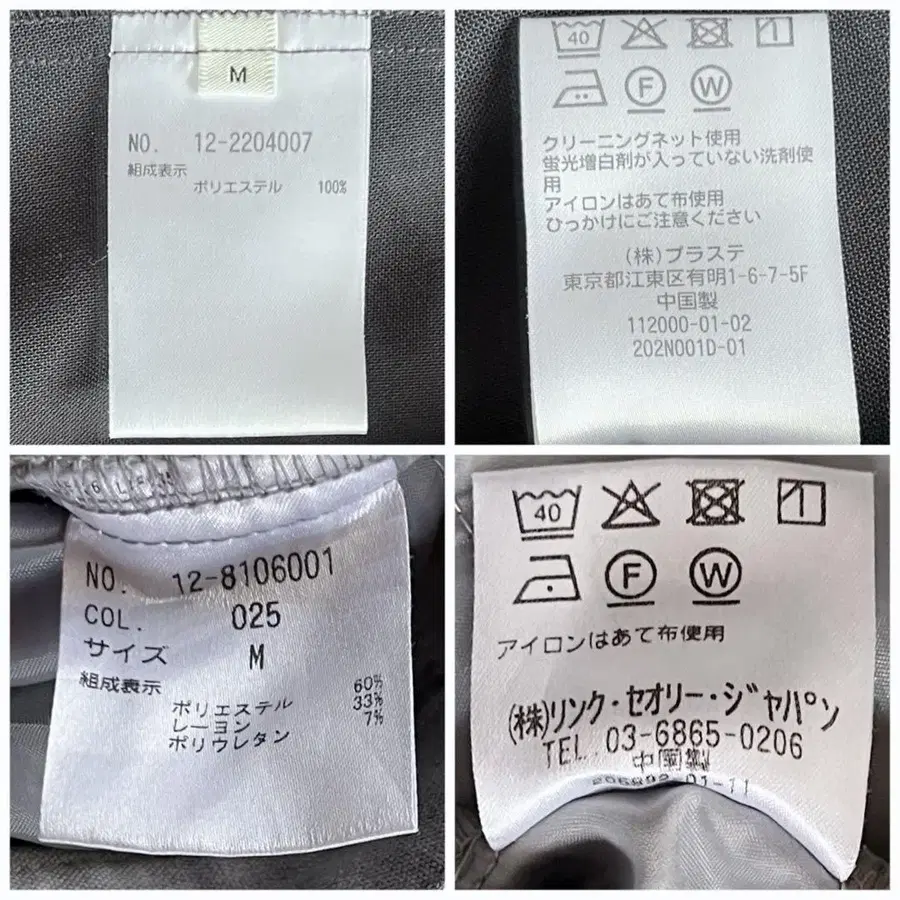 M
NO. 12-2204007
組成表示
ポリエステル 100%
40
F W
クリーニングネット使用
蛍光増白剤が入っていない洗剤使
用
アイロンはあて布使用
ひっかけにご注意ください
(株)プラステ
東京都江東区有明1-6-7-5F
中国製
112000-01-02
202N001D-01
NO. 12-8106001
COL. 025
サイズ M
組成表示
ポリエステル 60%
レーヨン 33%
ポリウレタン 7%
40
F W
アイロンはあて布使用
(株)リンク・セオリー・ジャパン
TEL 03-6865-0206
中国製